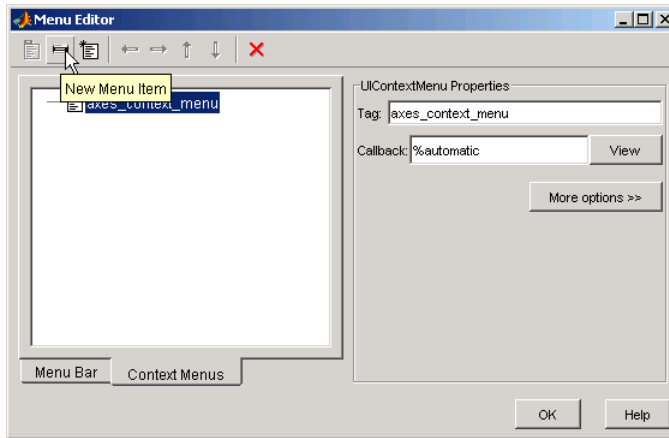 Menu Editor
New Menu Item
axes_context_menu
UIContextMenu Properties
Tag: axes_context_menu
Callback: %automatic View
More options >>
Menu Bar Context Menus
OK Help